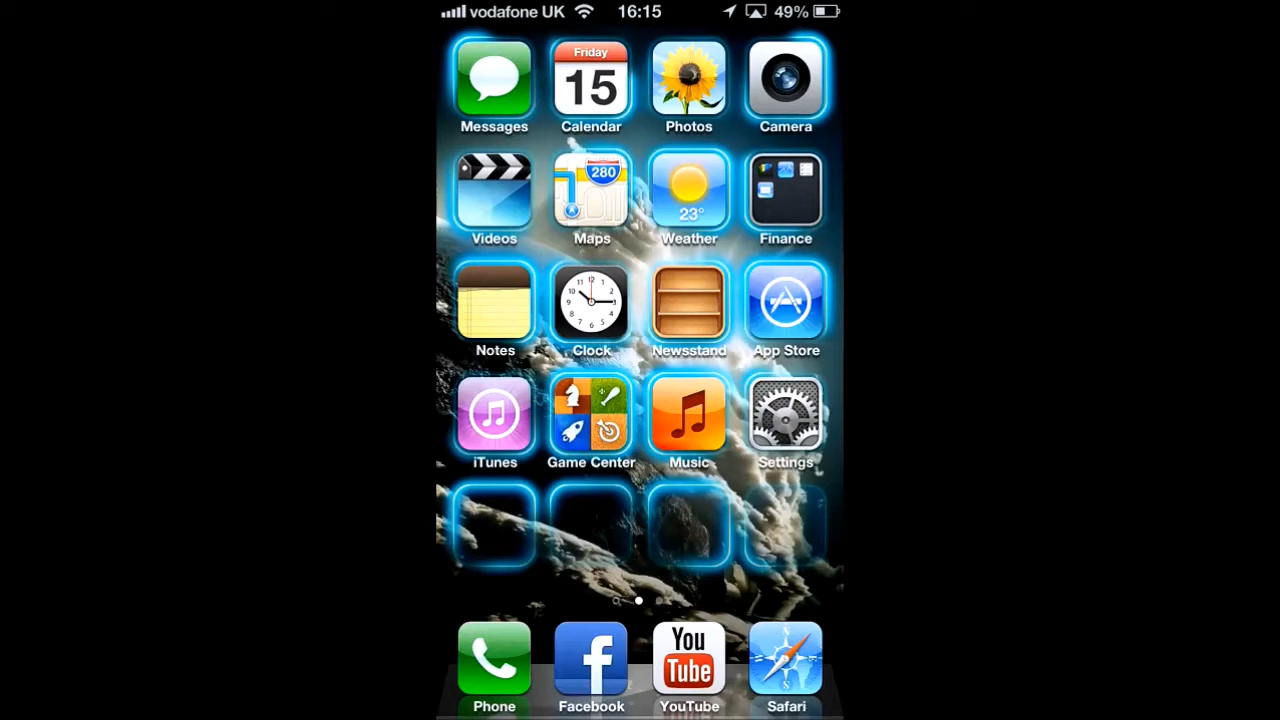 vodafone UK 16:15 49%
Friday
15
Messages Calendar Photos Camera
280
23°
Videos Maps Weather Finance
Notes Clock Newsstand App Store
iTunes Game Center Music Settings
You
Tube
Phone Facebook YouTube Safari